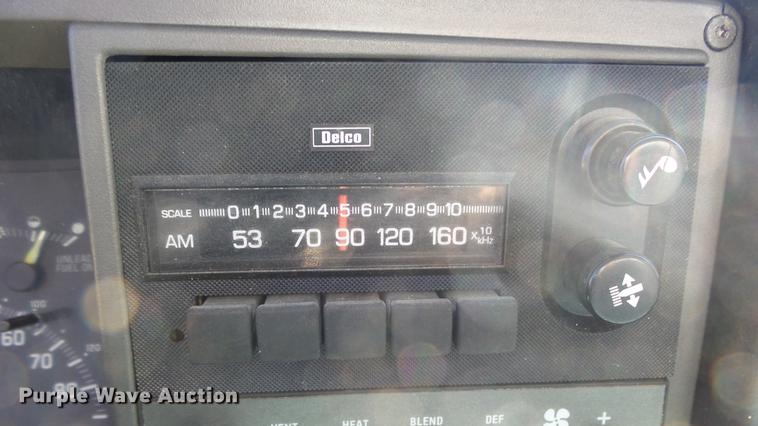 Delco
SCALE 0 1 2 3 4 5 6 7 8 9 10
AM 53 70 90 120 160 x10 kHz
UNLEADED
FUEL ON
100
60
120
70
80
Purple Wave Auction
VENT HEAT BLEND DEF +